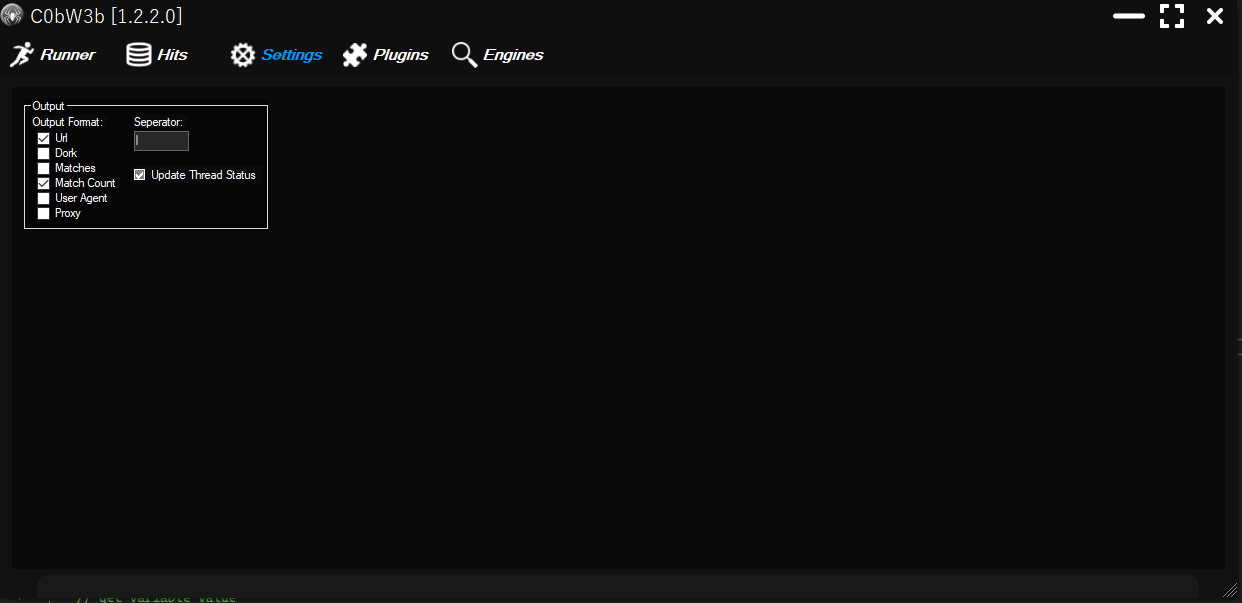 C0bW3b [1.2.2.0]
Runner Hits Settings Plugins Engines
Output
Output Format: Seperator:
Url |
Dork
Matches
Update Thread Status
Match Count
User Agent
Proxy
// Get variable value